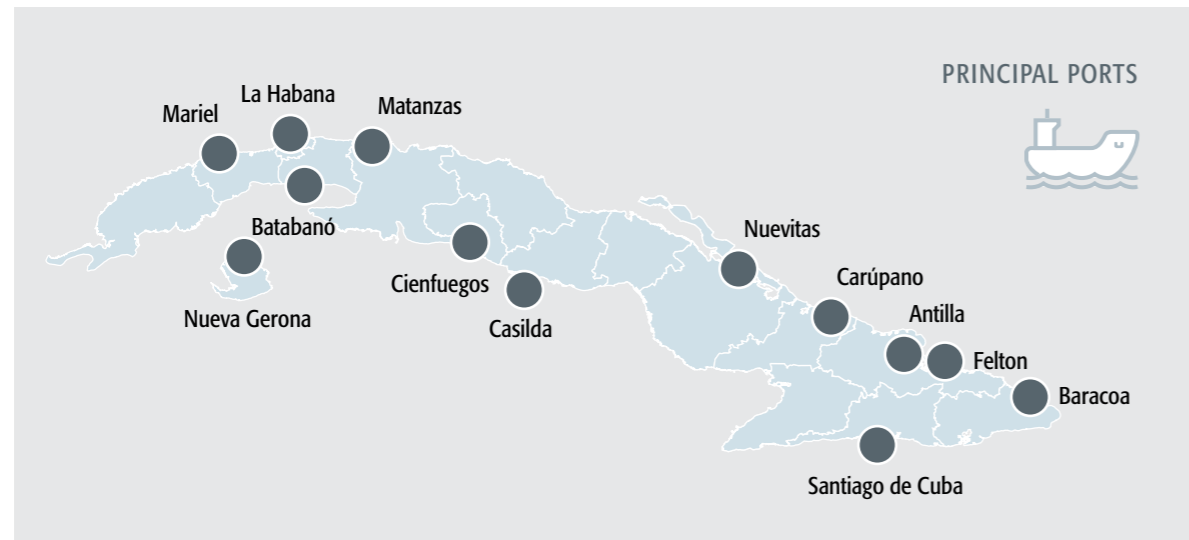 PRINCIPAL PORTS
La Habana
Mariel
Matanzas
Batabanó
Nueva Gerona
Cienfuegos
Casilda
Nuevitas
Carúpano
Antilla
Felton
Baracoa
Santiago de Cuba